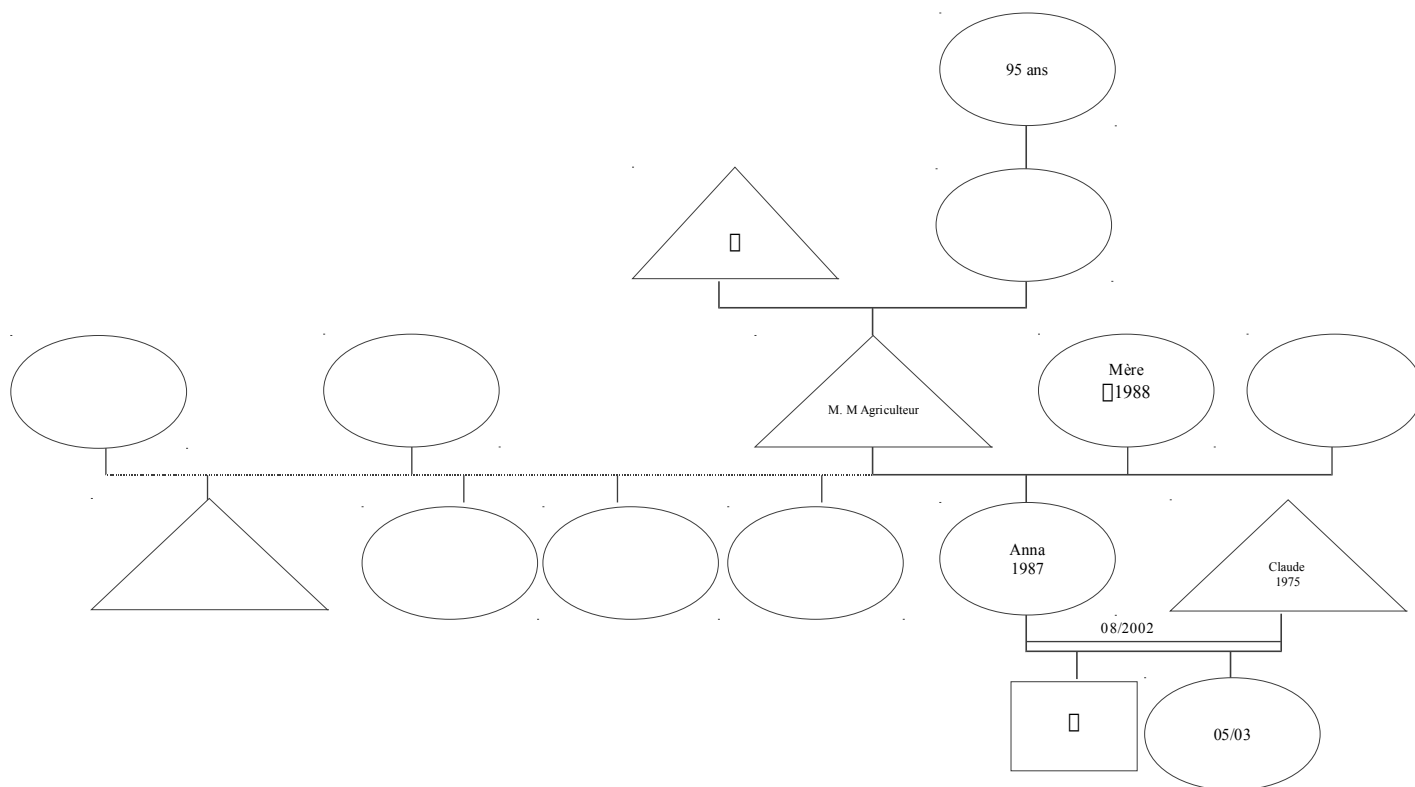 95 ans
Mère
1988
M. M Agriculteur
Anna
1987
Claude
1975
08/2002
05/03